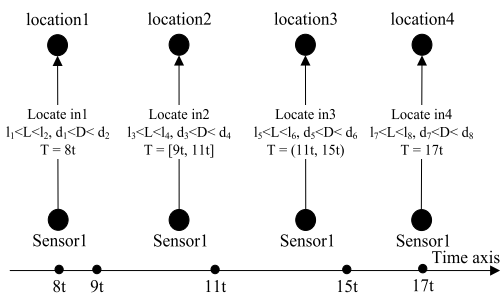 location1 location2 location3 location4
Locate in1 Locate in2 Locate in3 Locate in4
l₁<L<l₂, d₁<D< d₂ l₃<L<l₄, d₃<D< d₄ l₅<L<l₆, d₅<D< d₆ l₇<L<l₈, d₇<D< d₈
T = 8t T = [9t, 11t] T = (11t, 15t) T = 17t
Sensor1 Sensor1 Sensor1 Sensor1
Time axis
8t 9t 11t 15t 17t